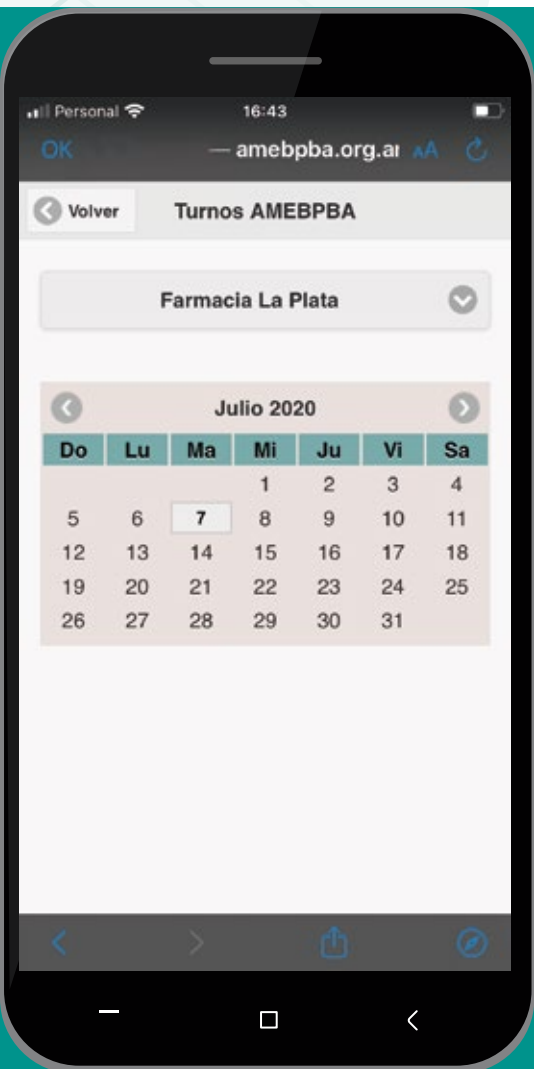 Personal 16:43
OK — amebpba.org.ar AA
Volver Turnos AMEBPBA
Farmacia La Plata
Julio 2020
Do Lu Ma Mi Ju Vi Sa
1 2 3 4
5 6 7 8 9 10 11
12 13 14 15 16 17 18
19 20 21 22 23 24 25
26 27 28 29 30 31